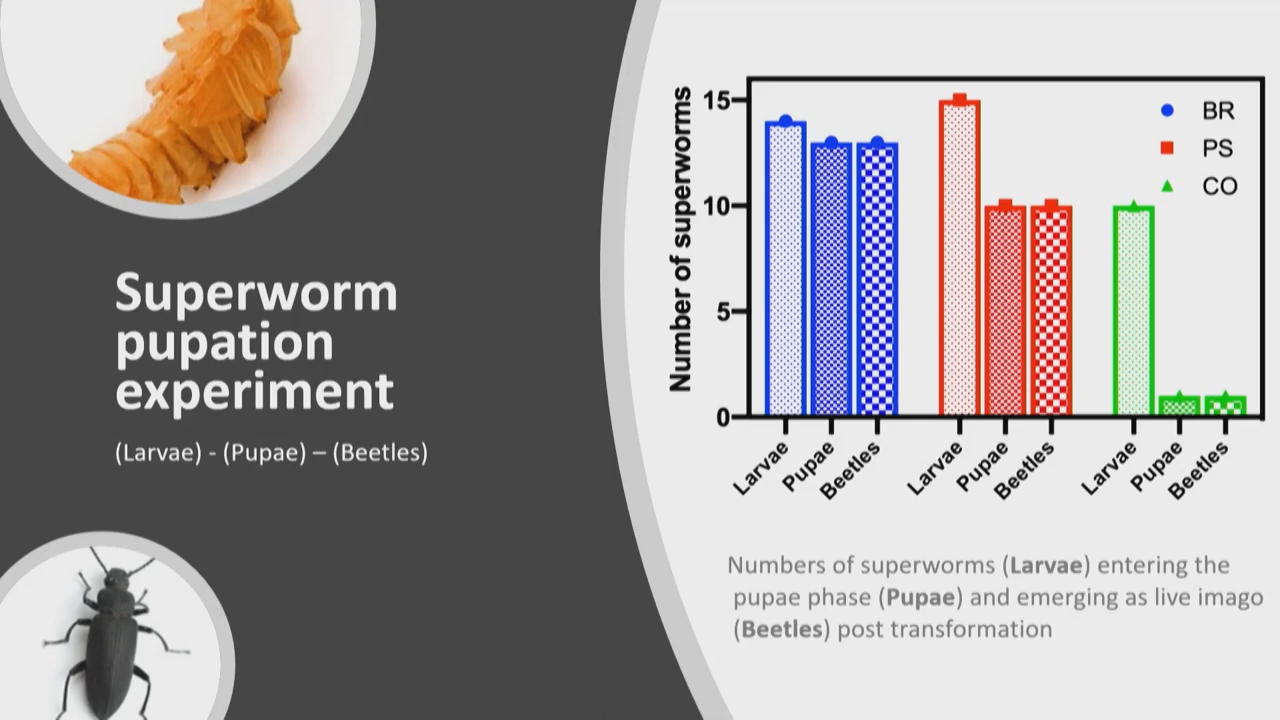 Superworm
pupation
experiment
(Larvae) - (Pupae) – (Beetles)
Number of superworms
15
10
5
0
BR
PS
CO
Larvae
Pupae
Beetles
Larvae
Pupae
Beetles
Larvae
Pupae
Beetles
Numbers of superworms (Larvae) entering the
pupae phase (Pupae) and emerging as live imago
(Beetles) post transformation